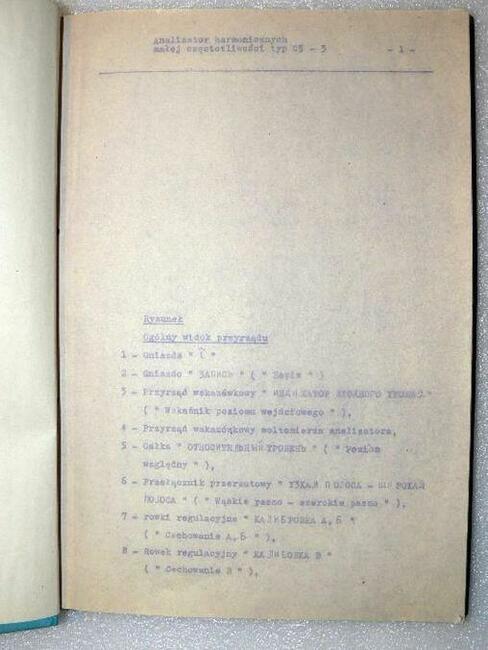 Analizator harmonicznych
małej częstotliwości typ C5 - 3 - 1 -
Rysunek
Ogólny widok przyrządu
1 - Gniazda " "
2 - Gniazdo " ЗАПИСЬ " ( " Zapis " )
3 - Przyrząd wskazówkowy " ИНДИКАТОР ВХОДНОГО УРОВНЯ "
( " Wskaźnik poziomu wejściowego " ),
4 - Przyrząd wskazówkowy woltomierza analizatora,
5 - Gałka " ОТНОСИТЕЛЬНЫЙ УРОВЕНЬ " ( " Poziom
względny " ),
6 - Przełącznik przerzutowy " УЗКАЯ ПОЛОСА - ШИРОКАЯ
ПОЛОСА " ( " Wąskie pasmo - szerokie pasmo " ),
7 - rowki regulacyjne " КАЛИБРОВКА А, Б "
( " Cechowanie A, Б " ),
8 - Rowek regulacyjny " В "
( " Cechowanie B " ),